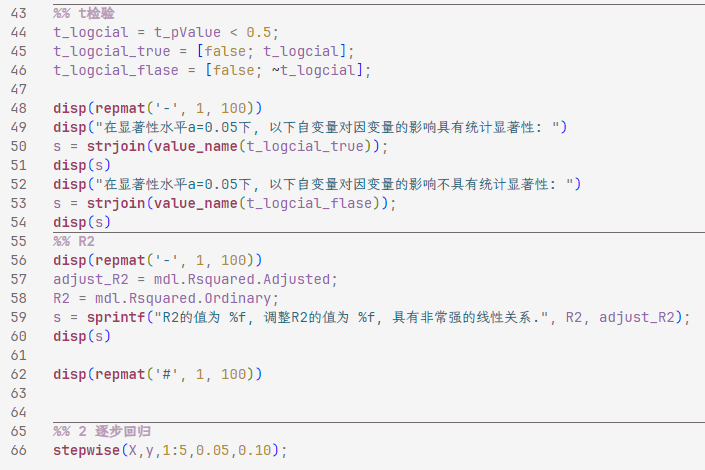 43 %% t检验
44 t_logcial = t_pValue < 0.5;
45 t_logcial_true = [false; t_logcial];
46 t_logcial_flase = [false; ~t_logcial];
47
48 disp(repmat('-', 1, 100))
49 disp("在显著性水平a=0.05下, 以下自变量对因变量的影响具有统计显著性: ")
50 s = strjoin(value_name(t_logcial_true));
51 disp(s)
52 disp("在显著性水平a=0.05下, 以下自变量对因变量的影响不具有统计显著性: ")
53 s = strjoin(value_name(t_logcial_flase));
54 disp(s)
55 %% R2
56 disp(repmat('-', 1, 100))
57 adjust_R2 = mdl.Rsquared.Adjusted;
58 R2 = mdl.Rsquared.Ordinary;
59 s = sprintf("R2的值为 %f, 调整R2的值为 %f, 具有非常强的线性关系.", R2, adjust_R2);
60 disp(s)
61
62 disp(repmat('#', 1, 100))
63
64
65 %% 2 逐步回归
66 stepwise(X,y,1:5,0.05,0.10);